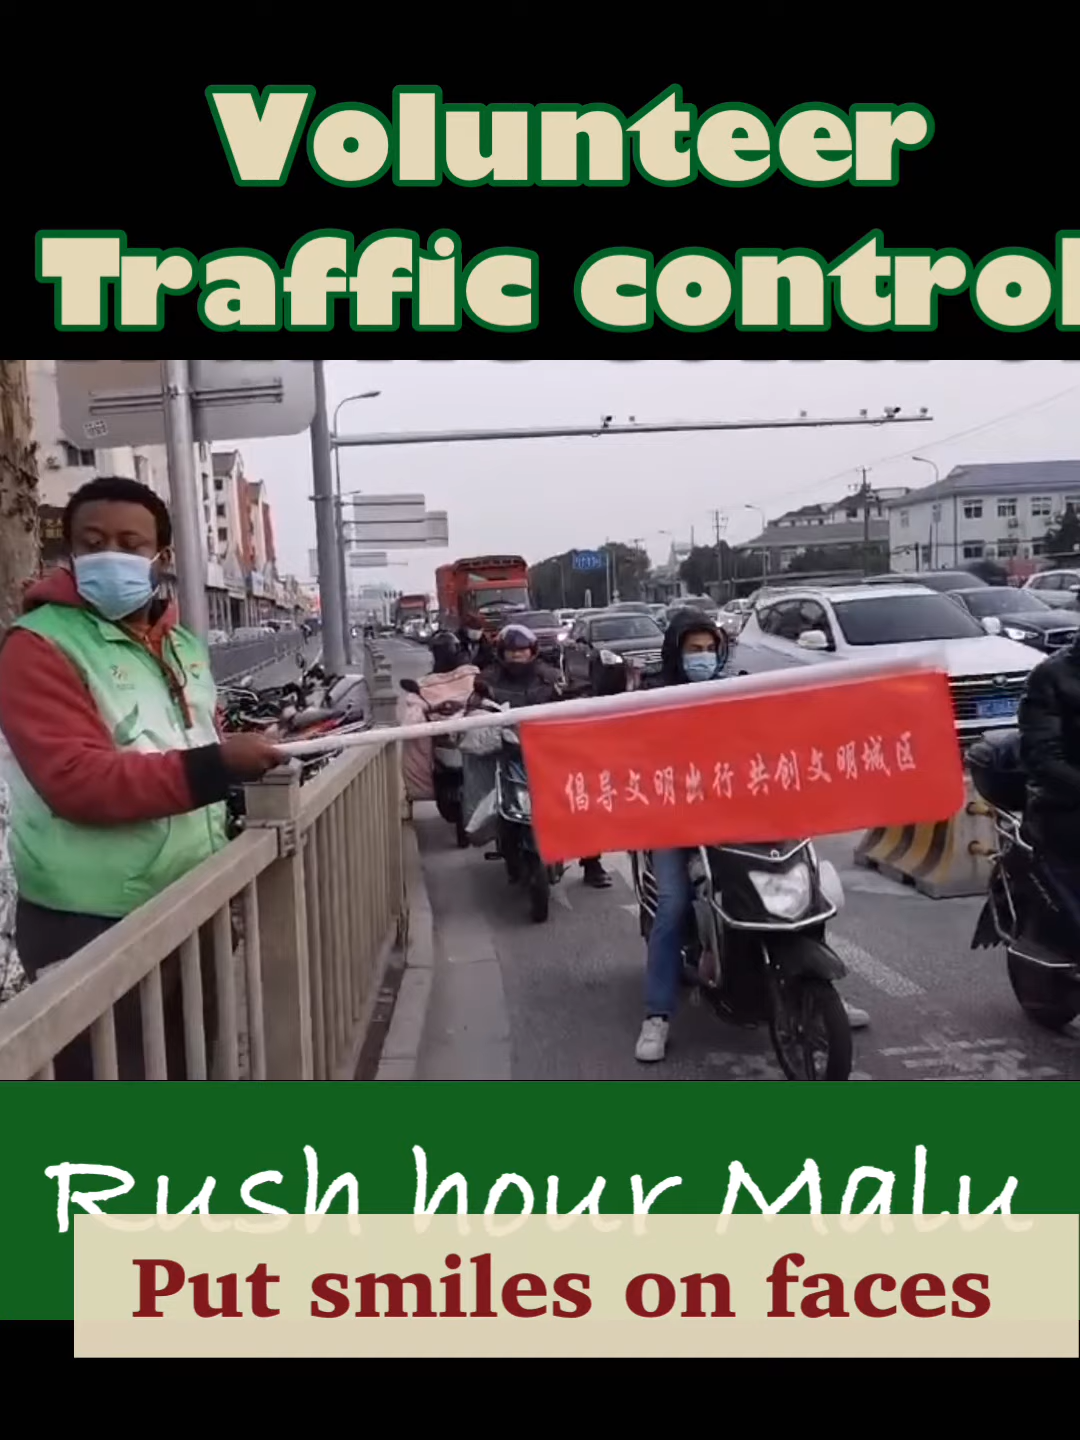 Volunteer
Traffic control
倡导文明出行 共创文明城区
Rush hour Malu
Put smiles on faces